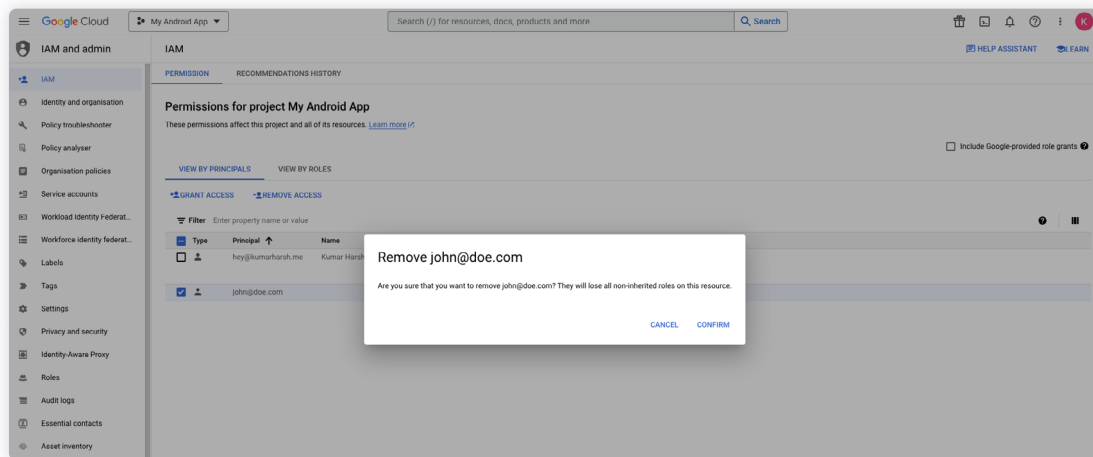 Google Cloud
My Android App
Search (/) for resources, docs, products and more
Search
K
IAM and admin
IAM
HELP ASSISTANT
LEARN
IAM
Identity and organisation
Policy troubleshooter
Policy analyser
Organisation policies
Service accounts
Workload Identity Federat...
Workforce identity federat...
Labels
Tags
Settings
Privacy and security
Identity-Aware Proxy
Roles
Audit logs
Essential contacts
Asset inventory
PERMISSION
RECOMMENDATIONS HISTORY
Permissions for project My Android App
These permissions affect this project and all of its resources. Learn more
Include Google-provided role grants
VIEW BY PRINCIPALS
VIEW BY ROLES
GRANT ACCESS
REMOVE ACCESS
Filter Enter property name or value
Type Principal Name
hey@kumarharsh.me Kumar Harsh
john@doe.com
Remove john@doe.com
Are you sure that you want to remove john@doe.com? They will lose all non-inherited roles on this resource.
CANCEL CONFIRM